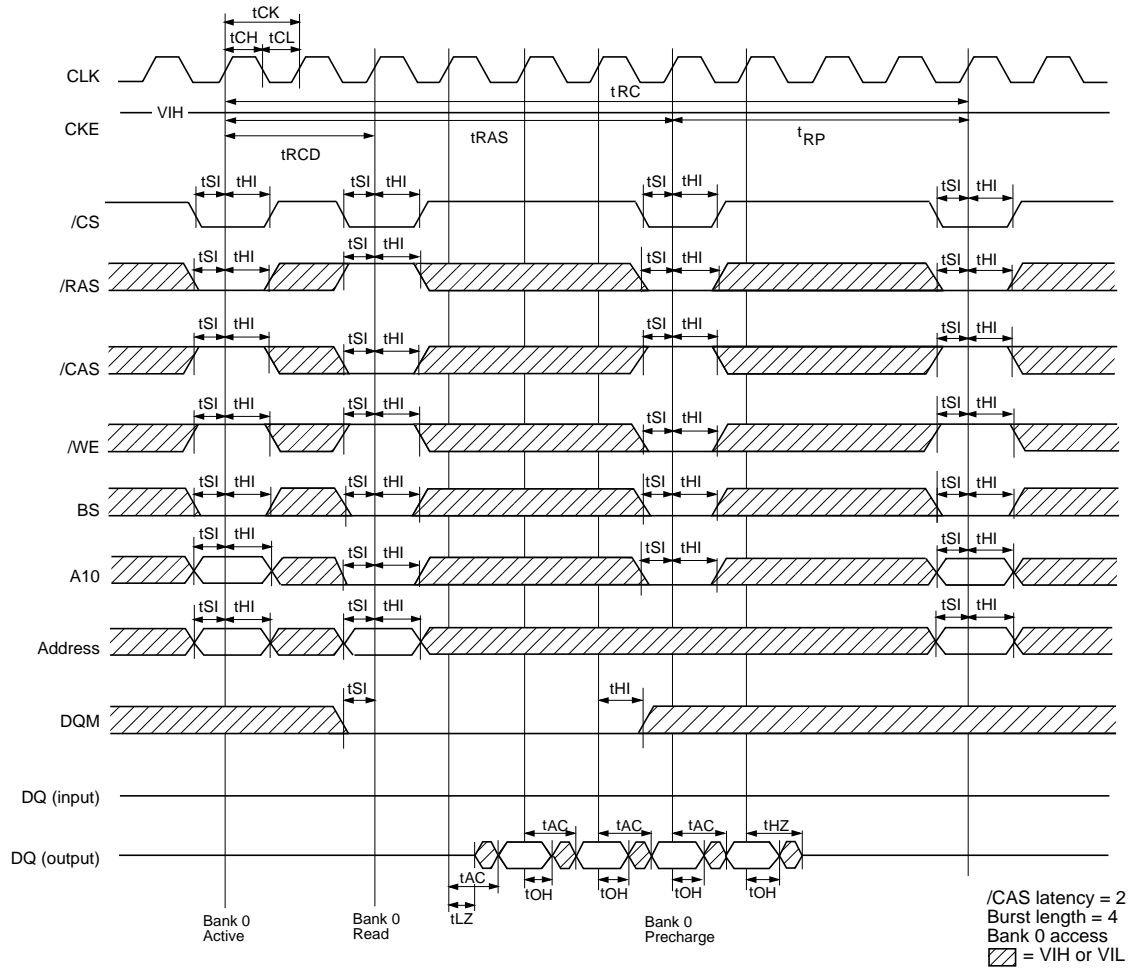 tCK
tCH tCL
CLK
tRC
VIH
CKE
tRAS
tRP
tRCD
tSI tHI tSI tHI tSI tHI tSI tHI
/CS
tSI tHI tSI tHI tSI tHI tSI tHI
/RAS
tSI tHI tSI tHI tSI tHI tSI tHI
/CAS
tSI tHI tSI tHI tSI tHI tSI tHI
/WE
tSI tHI tSI tHI tSI tHI tSI tHI
BS
tSI tHI tSI tHI tSI tHI tSI tHI
A10
tSI tHI tSI tHI tSI tHI
Address
tSI tHI
DQM
DQ (input)
tAC tAC tAC tHZ
DQ (output)
tAC
tOH tOH tOH tOH
tLZ
Bank 0
Active
Bank 0
Read
Bank 0
Precharge
/CAS latency = 2
Burst length = 4
Bank 0 access
= VIH or VIL